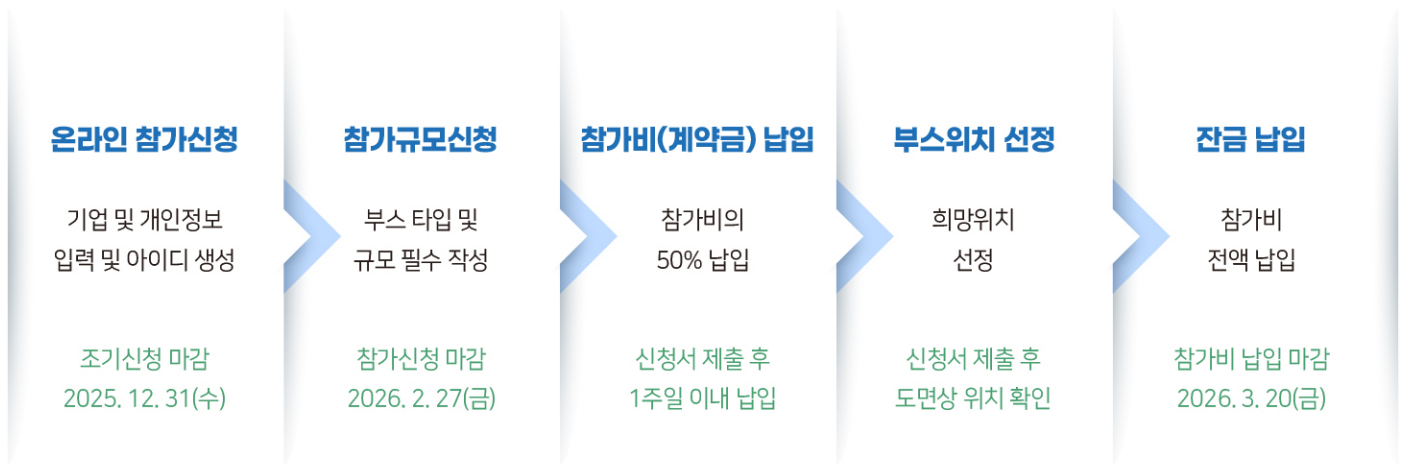 온라인 참가신청
기업 및 개인정보
입력 및 아이디 생성
조기신청 마감
2025. 12. 31(수)
참가규모신청
부스 타입 및
규모 필수 작성
참가신청 마감
2026. 2. 27(금)
참가비(계약금) 납입
참가비의
50% 납입
신청서 제출 후
1주일 이내 납입
부스위치 선정
희망위치
선정
신청서 제출 후
도면상 위치 확인
잔금 납입
참가비
전액 납입
참가비 납입 마감
2026. 3. 20(금)